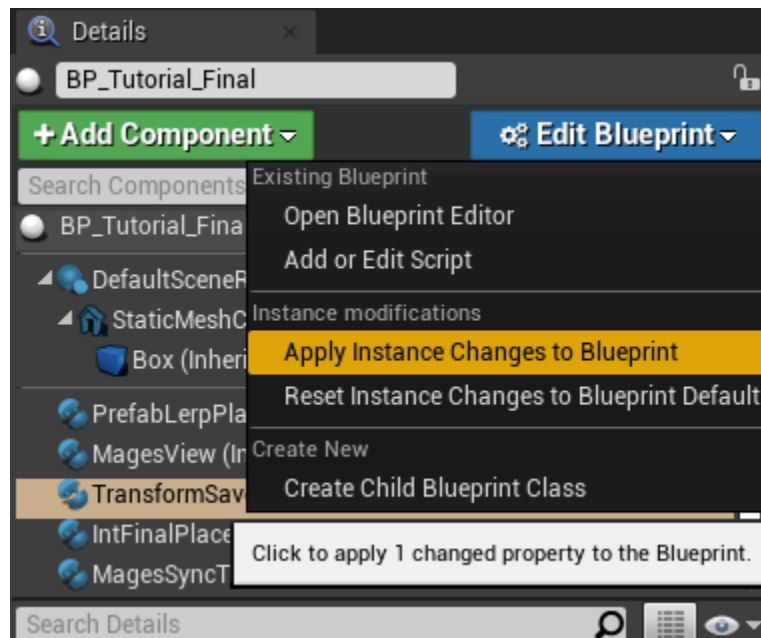 Details
BP_Tutorial_Final
+ Add Component
Edit Blueprint
Search Components
Existing Blueprint
BP_Tutorial_Fina
Open Blueprint Editor
Add or Edit Script
DefaultSceneR
Instance modifications
StaticMeshC
Apply Instance Changes to Blueprint
Box (Inheri
Reset Instance Changes to Blueprint Default
PrefabLerpPla
Create New
MagesView (In
Create Child Blueprint Class
TransformSav
IntFinalPlace
Click to apply 1 changed property to the Blueprint.
MagesSyncT
Search Details